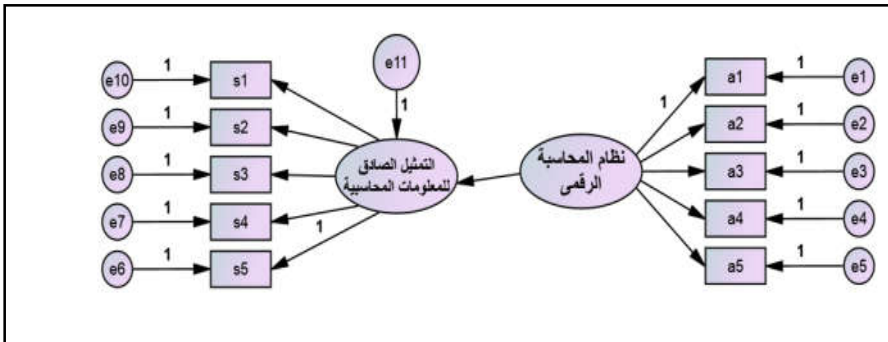 e11
1
e10
1
s1
e9
1
s2
e8
1
s3
e7
1
s4
e6
1
s5
1
التمثيل الصادق
للمعلومات المحاسبية
نظام المحاسبة
الرقمى
1
a1
1
e1
a2
1
e2
a3
1
e3
a4
1
e4
a5
1
e5